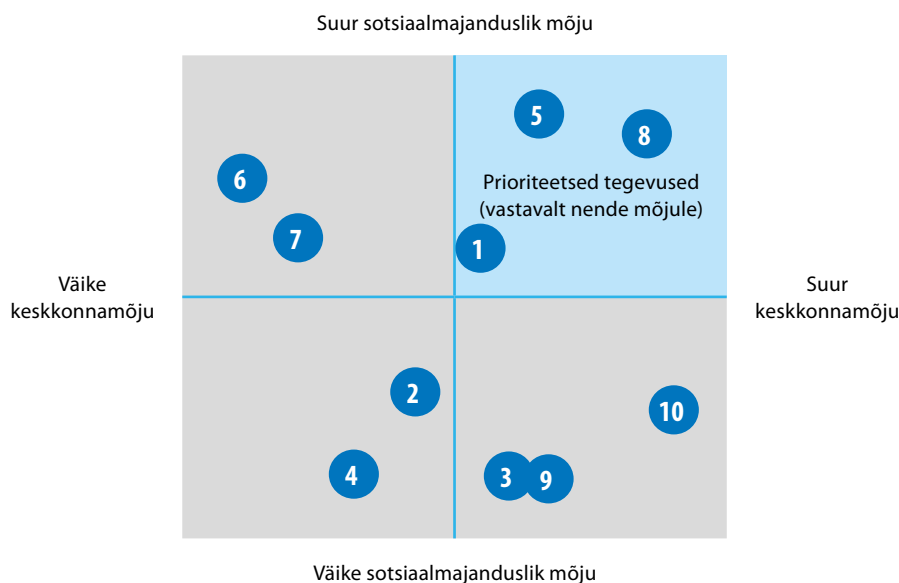 Suur sotsiaalmajanduslik mõju
5
8
6
Prioriteetsed tegevused
(vastavalt nende mõjule)
7
1
Väike
keskkonnamõju
Suur
keskkonnamõju
2
10
4
3
9
Väike sotsiaalmajanduslik mõju